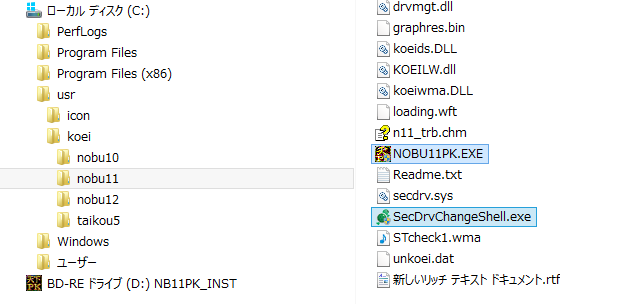 ローカル ディスク (C:)
PerfLogs
Program Files
Program Files (x86)
usr
icon
koei
nobu10
nobu11
nobu12
taikou5
Windows
ユーザー
BD-RE ドライブ (D:) NB11PK_INST
drvmgt.dll
graphres.bin
koeids.DLL
KOEILW.dll
koeiwma.DLL
loading.wft
n11_trb.chm
NOBU11PK.EXE
Readme.txt
secdrv.sys
SecDrvChangeShell.exe
STcheck1.wma
unkoei.dat
新しいリッチ テキスト ドキュメント.rtf